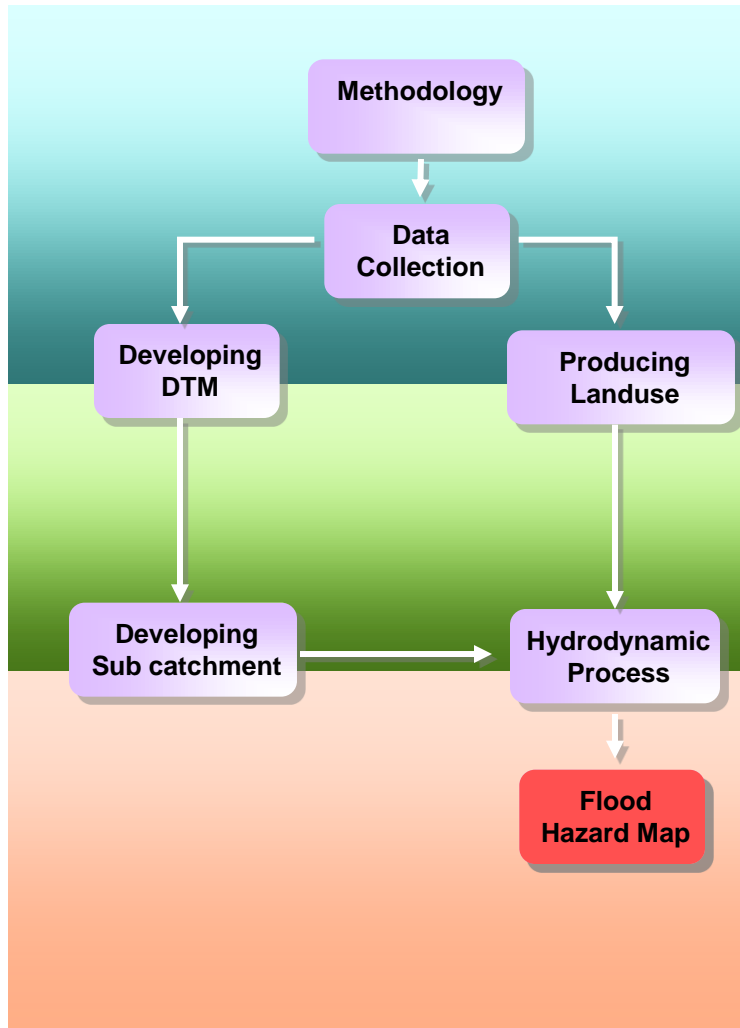 Methodology
Data
Collection
Developing
DTM
Producing
Landuse
Developing
Sub catchment
Hydrodynamic
Process
Flood
Hazard Map